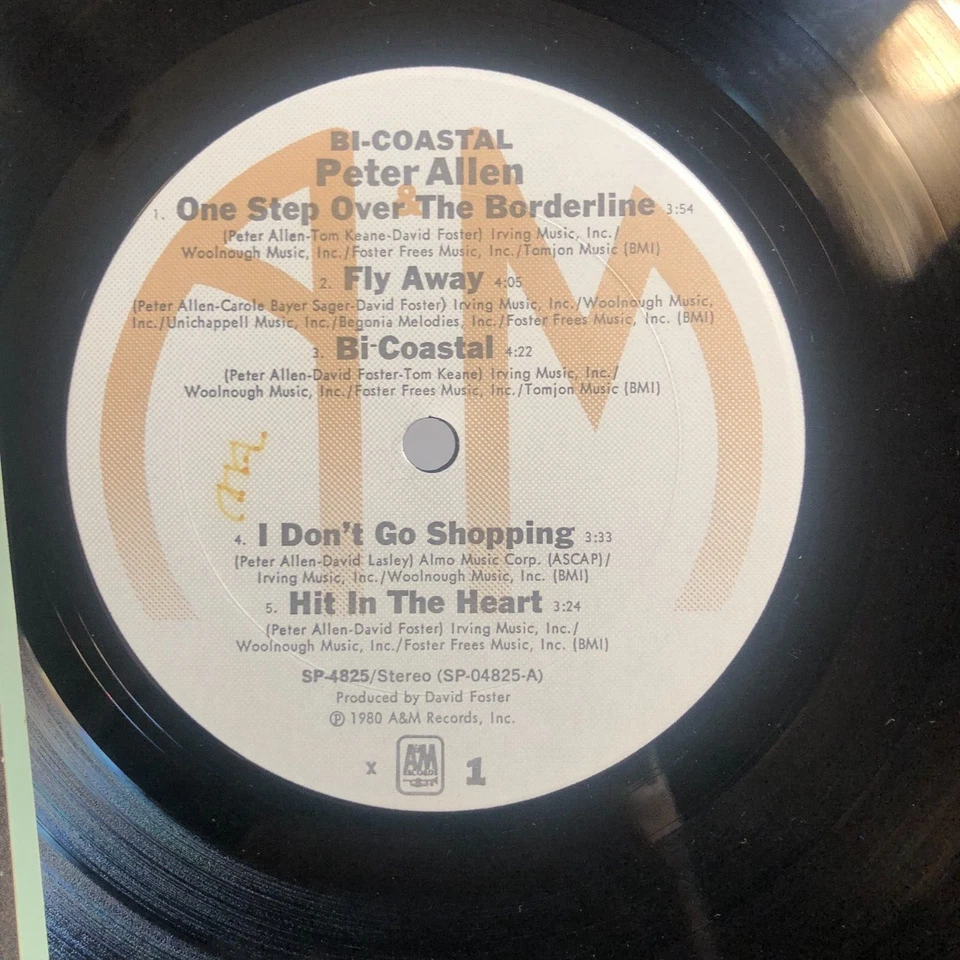 BI-COASTAL
Peter Allen
&
1. One Step Over The Borderline 3:54
(Peter Allen-Tom Keane-David Foster) Irving Music, Inc./
Woolnough Music, Inc./Foster Frees Music, Inc./Tomjon Music (BMI)
2. Fly Away 4:05
(Peter Allen-Carole Bayer Sager-David Foster) Irving Music, Inc./Woolnough Music,
Inc./Unichappell Music, Inc./Begonia Melodies, Inc./Foster Frees Music, Inc. (BMI)
3. Bi-Coastal 4:22
(Peter Allen-David Foster-Tom Keane) Irving Music, Inc./
Woolnough Music, Inc./Foster Frees Music, Inc./Tomjon Music (BMI)
4. I Don't Go Shopping 3:33
(Peter Allen-David Lasley) Almo Music Corp. (ASCAP)/
Irving Music, Inc./Woolnough Music, Inc. (BMI)
5. Hit In The Heart 3:24
(Peter Allen-David Foster) Irving Music, Inc./
Woolnough Music, Inc./Foster Frees Music, Inc. (BMI)
SP-4825/Stereo (SP-04825-A)
Produced by David Foster
℗ 1980 A&M Records, Inc.
X A&M RECORDS 1